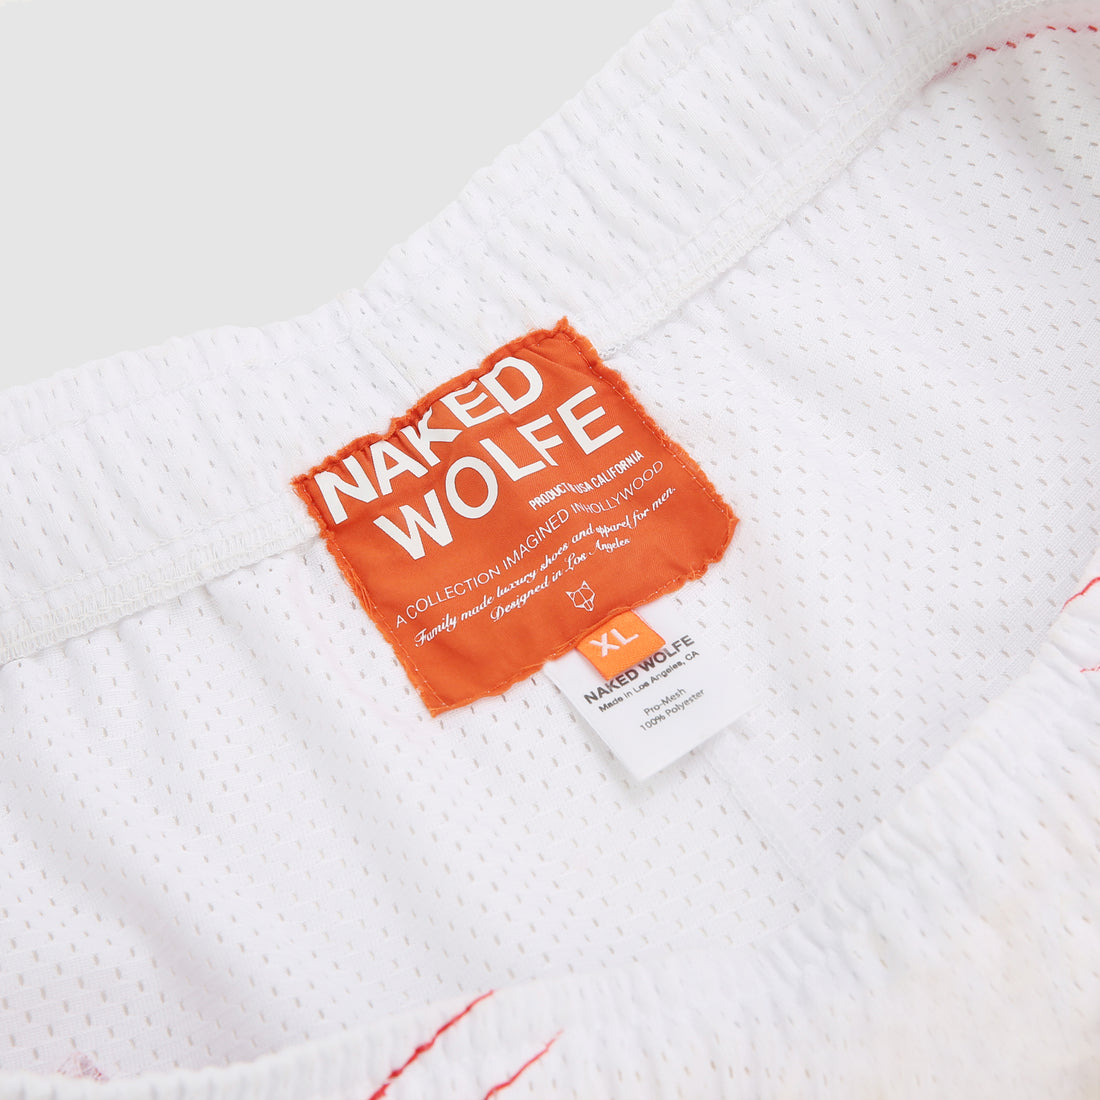 NAKED
WOLFE
PRODUCT USA CALIFORNIA
A COLLECTION IMAGINED IN HOLLYWOOD
Family made luxury shoes and apparel for men.
Designed in Los Angeles
XL
NAKED WOLFE
Made in Los Angeles, CA
Pro-Mesh
100% Polyester